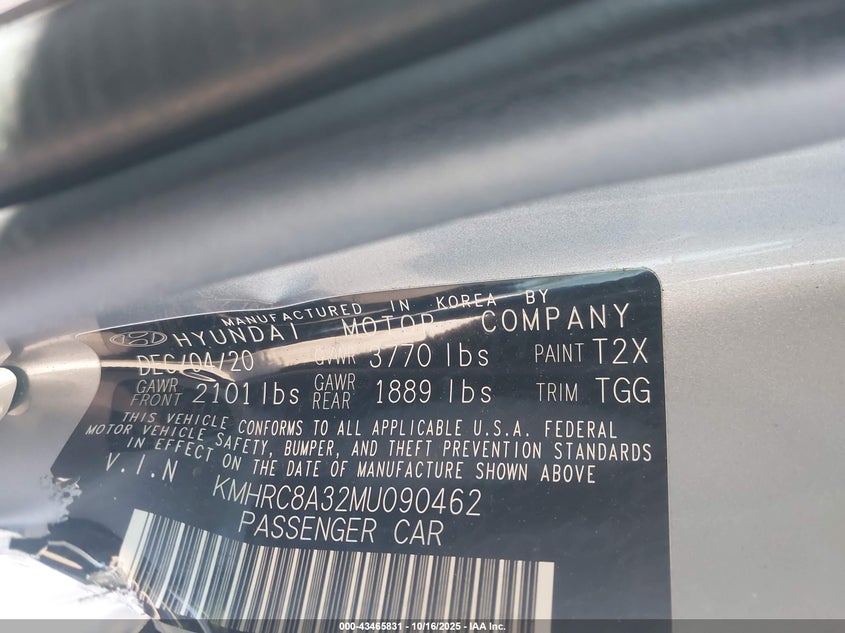 MANUFACTURED IN KOREA BY
HYUNDAI MOTOR COMPANY
DEC/04/20 GVWR 3770 lbs PAINT T2X
GAWR FRONT 2101 lbs GAWR REAR 1889 lbs TRIM TGG
THIS VEHICLE CONFORMS TO ALL APPLICABLE U.S.A. FEDERAL
MOTOR VEHICLE SAFETY, BUMPER, AND THEFT PREVENTION STANDARDS
IN EFFECT ON THE DATE OF MANUFACTURE SHOWN ABOVE
V.I.N KMHRC8A32MU090462
PASSENGER CAR
000-43465831 - 10/16/2025 - IAA Inc.